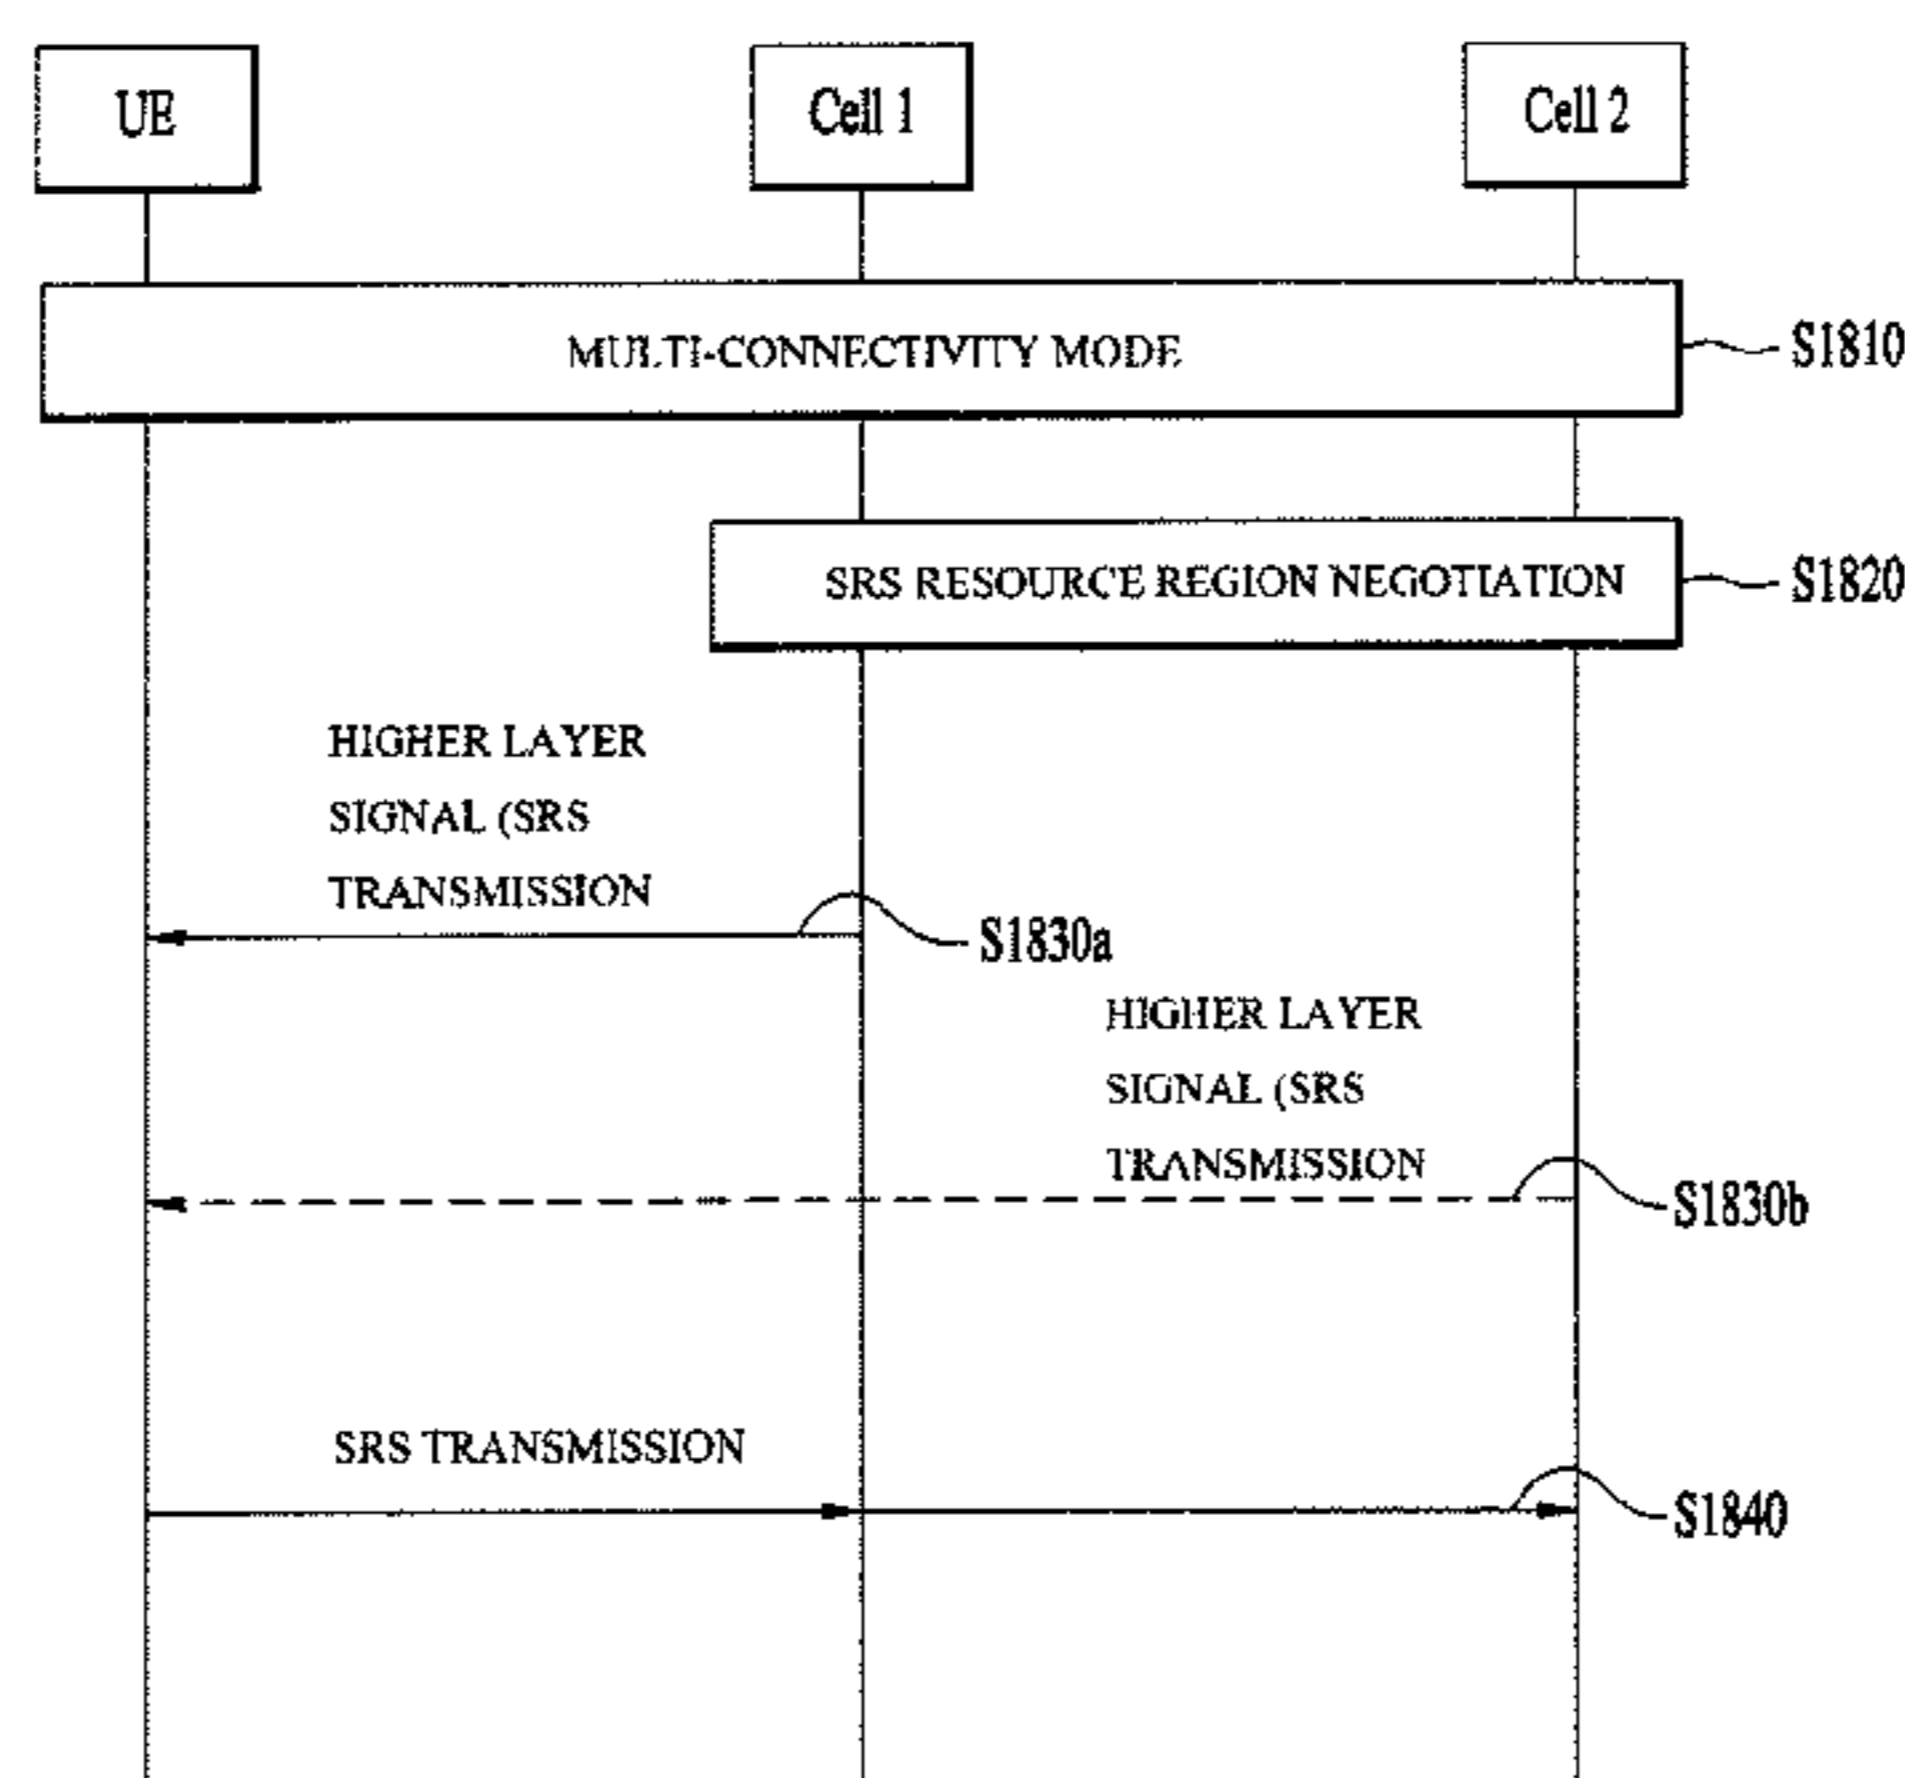 UE
Cell 1
Cell 2
MULTI-CONNECTIVITY MODE
S1810
SRS RESOURCE REGION NEGOTIATION
S1820
HIGHER LAYER
SIGNAL (SRS
TRANSMISSION
S1830a
HIGHER LAYER
SIGNAL (SRS
TRANSMISSION
S1830b
SRS TRANSMISSION
S1840